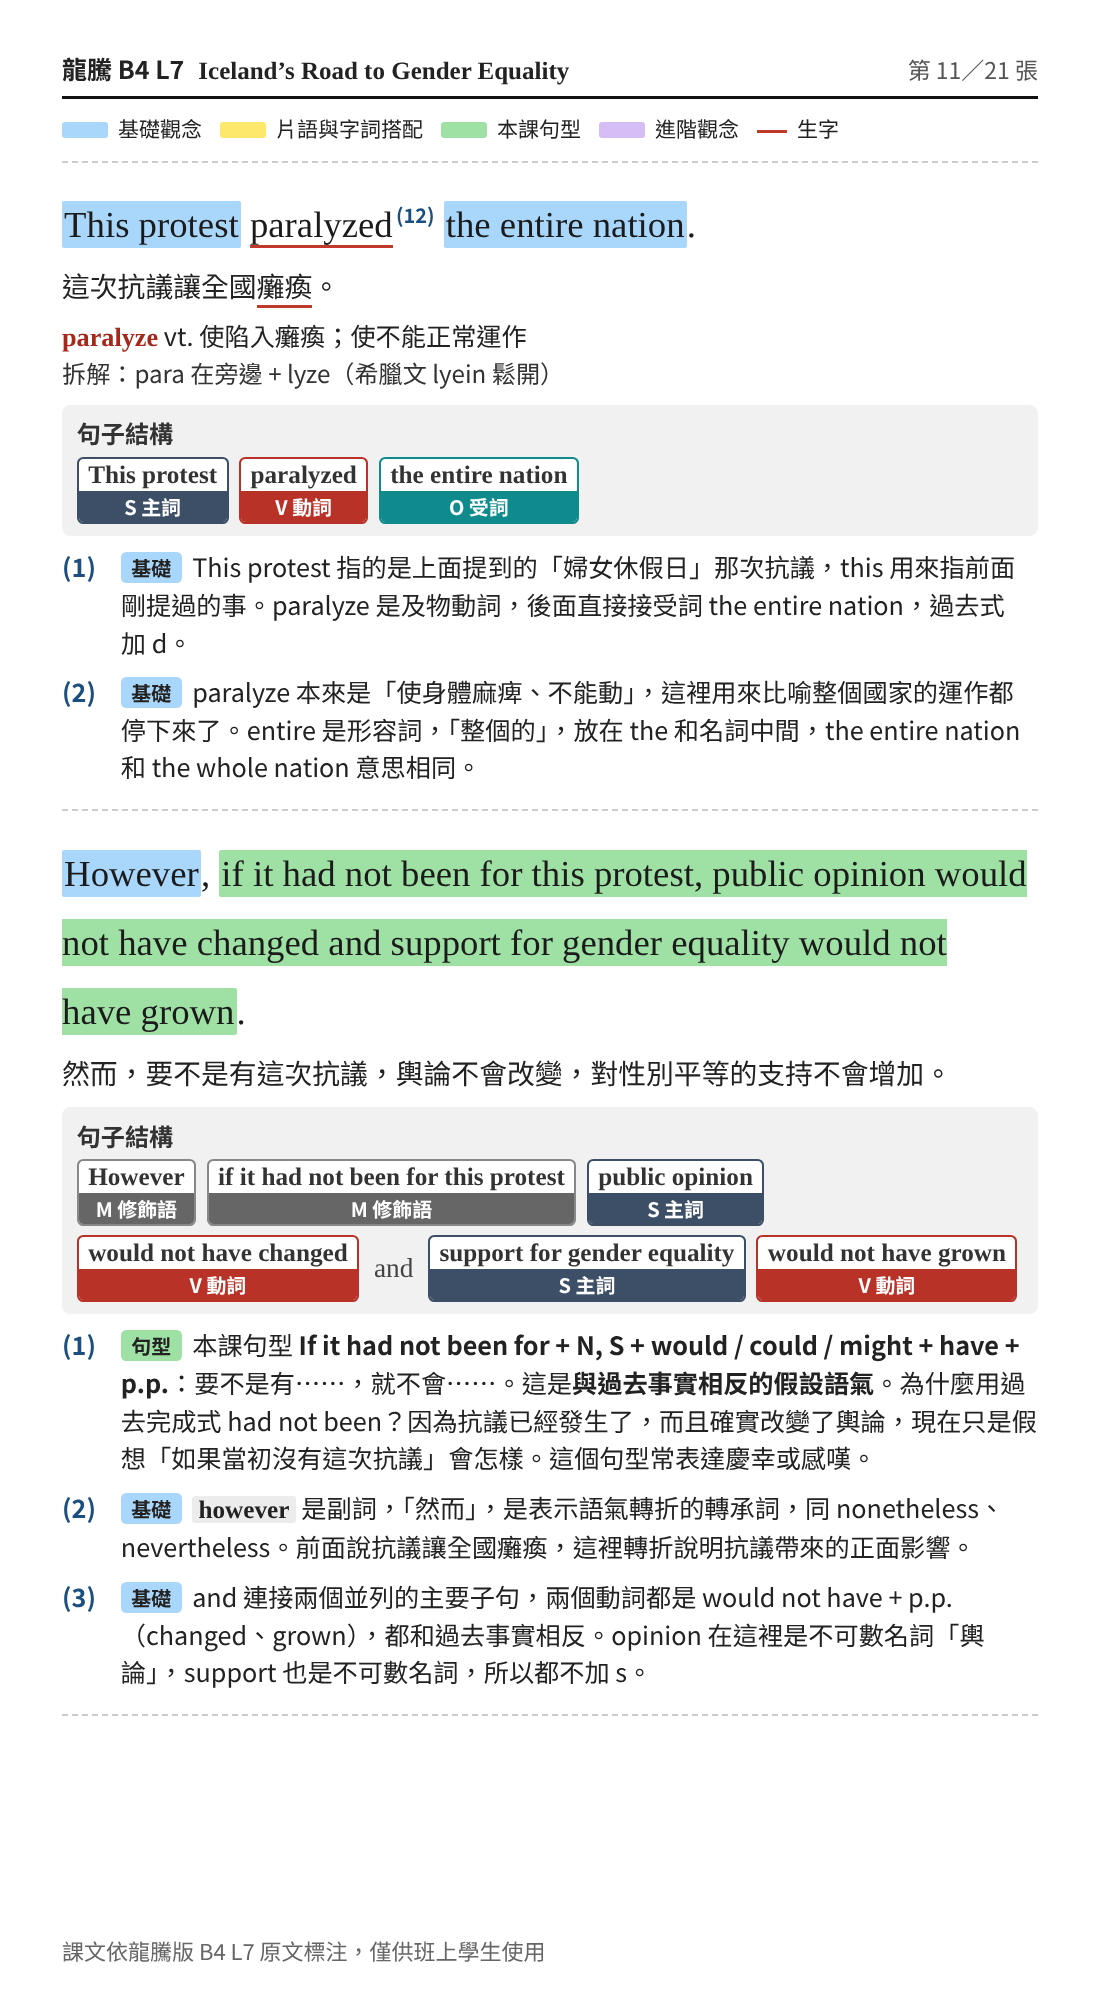 龍騰 B4 L7 Iceland’s Road to Gender Equality 第 11／21 張
基礎觀念 片語與字詞搭配 本課句型 進階觀念 生字
This protest paralyzed(12) the entire nation.
這次抗議讓全國癱瘓。
paralyze vt. 使陷入癱瘓；使不能正常運作
拆解：para 在旁邊 + lyze（希臘文 lyein 鬆開）
句子結構
This protest paralyzed the entire nation
S 主詞 V 動詞 O 受詞
(1) 基礎 This protest 指的是上面提到的「婦女休假日」那次抗議，this 用來指前面
剛提過的事。paralyze 是及物動詞，後面直接接受詞 the entire nation，過去式
加 d。
(2) 基礎 paralyze 本來是「使身體麻痺、不能動」，這裡用來比喻整個國家的運作都
停下來了。entire 是形容詞，「整個的」，放在 the 和名詞中間，the entire nation
和 the whole nation 意思相同。
However, if it had not been for this protest, public opinion would
not have changed and support for gender equality would not
have grown.
然而，要不是有這次抗議，輿論不會改變，對性別平等的支持不會增加。
句子結構
However if it had not been for this protest public opinion
M 修飾語 M 修飾語 S 主詞
would not have changed and support for gender equality would not have grown
V 動詞 S 主詞 V 動詞
(1) 句型 本課句型 If it had not been for + N, S + would / could / might + have +
p.p.：要不是有……，就不會……。這是與過去事實相反的假設語氣。為什麼用過
去完成式 had not been？因為抗議已經發生了，而且確實改變了輿論，現在只是假
想「如果當初沒有這次抗議」會怎樣。這個句型常表達慶幸或感嘆。
(2) 基礎 however 是副詞，「然而」，是表示語氣轉折的轉承詞，同 nonetheless、
nevertheless。前面說抗議讓全國癱瘓，這裡轉折說明抗議帶來的正面影響。
(3) 基礎 and 連接兩個並列的主要子句，兩個動詞都是 would not have + p.p.
（changed、grown），都和過去事實相反。opinion 在這裡是不可數名詞「輿
論」，support 也是不可數名詞，所以都不加 s。
課文依龍騰版 B4 L7 原文標注，僅供班上學生使用